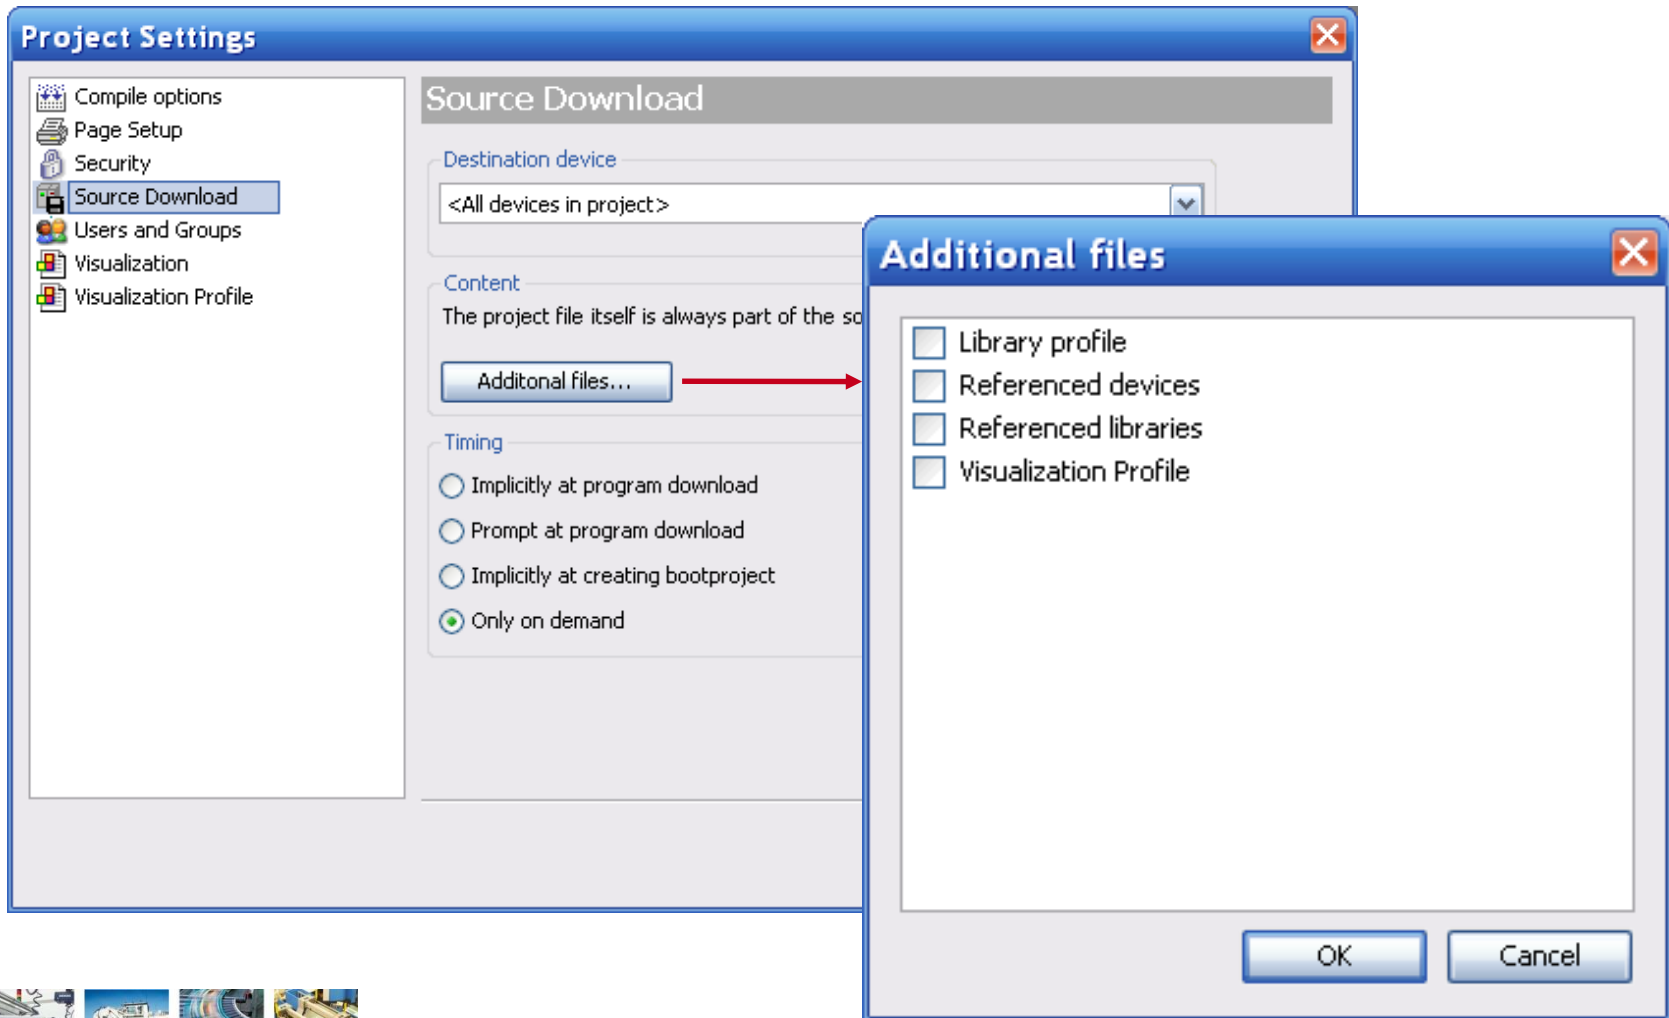 Project Settings
Compile options
Page Setup
Security
Source Download
Users and Groups
Visualization
Visualization Profile
Source Download
Destination device
<All devices in project>
Content
The project file itself is always part of the
Additonal files...
Timing
Implicitly at program download
Prompt at program download
Implicitly at creating bootproject
Only on demand
Additional files
Library profile
Referenced devices
Referenced libraries
Visualization Profile
OK
Cancel